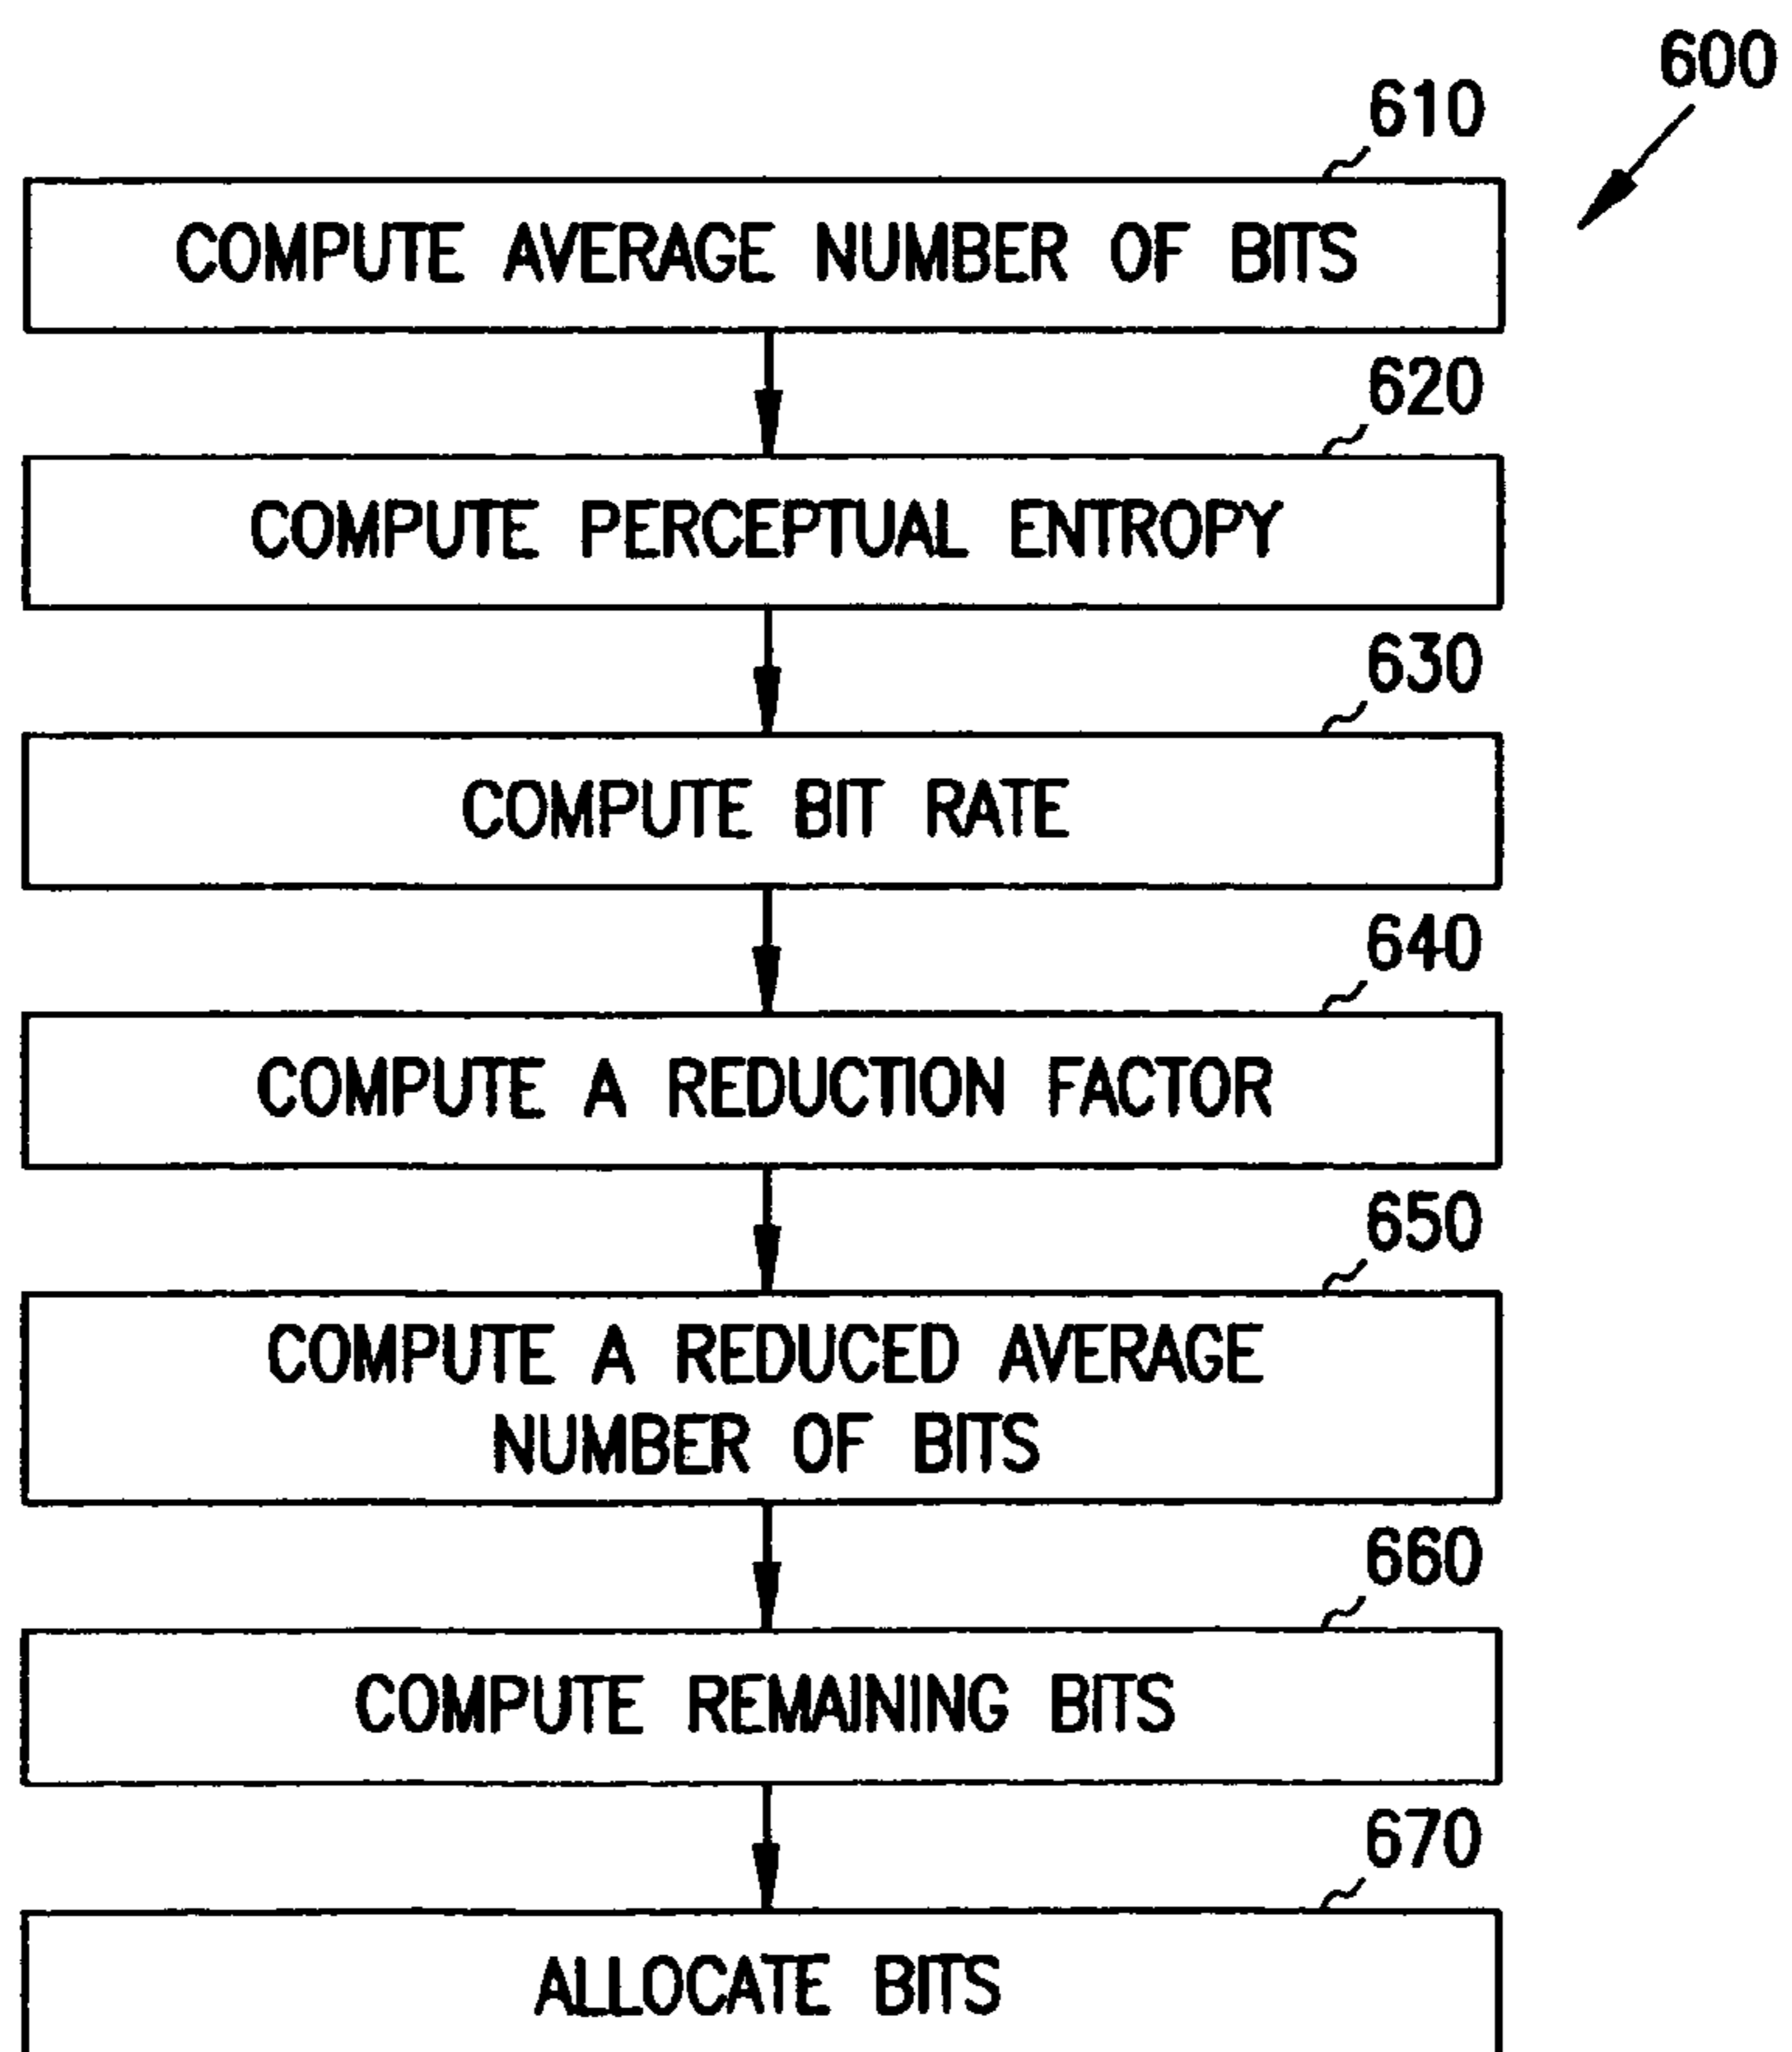 600
610
COMPUTE AVERAGE NUMBER OF BITS
620
COMPUTE PERCEPTUAL ENTROPY
630
COMPUTE BIT RATE
640
COMPUTE A REDUCTION FACTOR
650
COMPUTE A REDUCED AVERAGE
NUMBER OF BITS
660
COMPUTE REMAINING BITS
670
ALLOCATE BITS